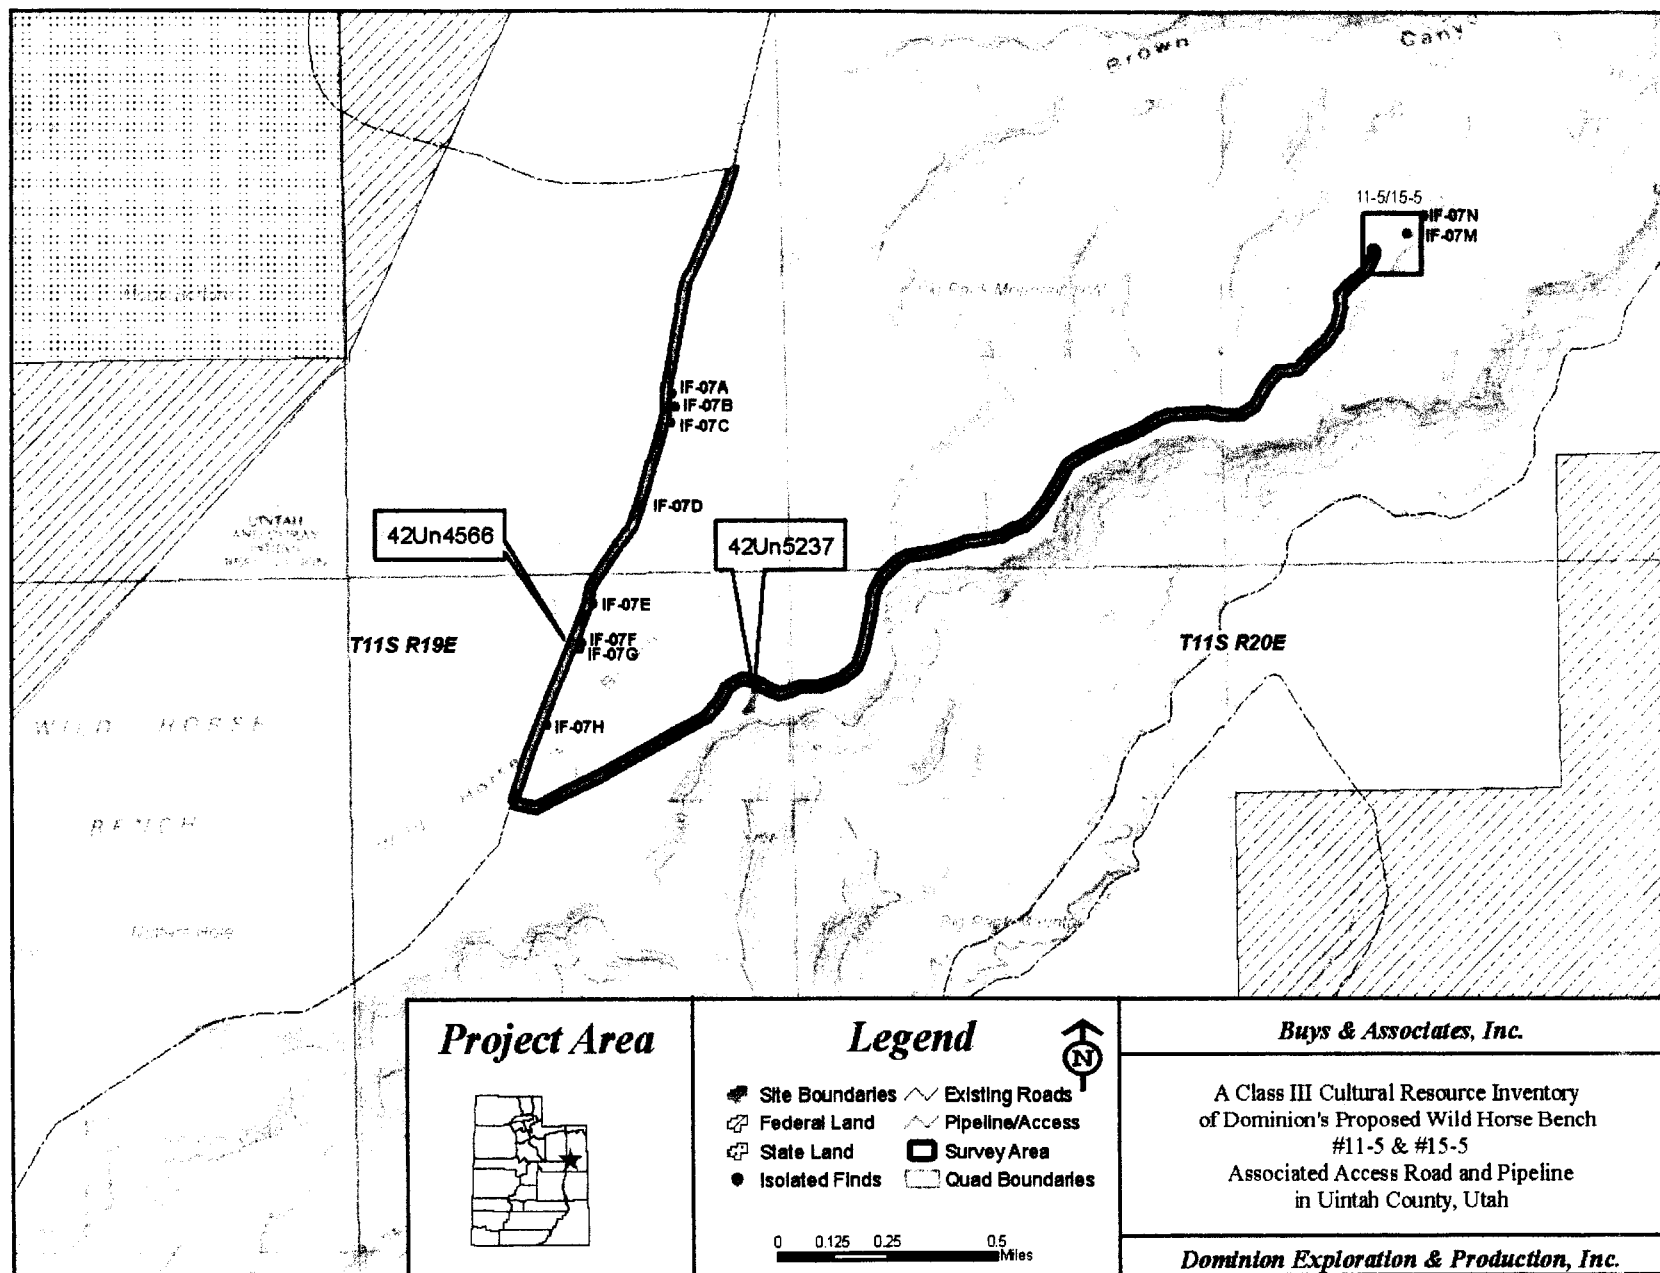 Brown
11-5/15-5
IF-07N
IF-07M
IF-07A
IF-07B
IF-07C
IF-07D
42Un4566
42Un5237
IF-07E
IF-07F
IF-07G
T11S R19E
T11S R20E
IF-07H
WILD HORSE
BENCH
Project Area
Legend
N
Site Boundaries
Existing Roads
Federal Land
Pipeline/Access
State Land
Survey Area
Isolated Finds
Quad Boundaries
0 0.125 0.25 0.5
Miles
Buys & Associates, Inc.
A Class III Cultural Resource Inventory
of Dominion's Proposed Wild Horse Bench
#11-5 & #15-5
Associated Access Road and Pipeline
in Uintah County, Utah
Dominion Exploration & Production, Inc.